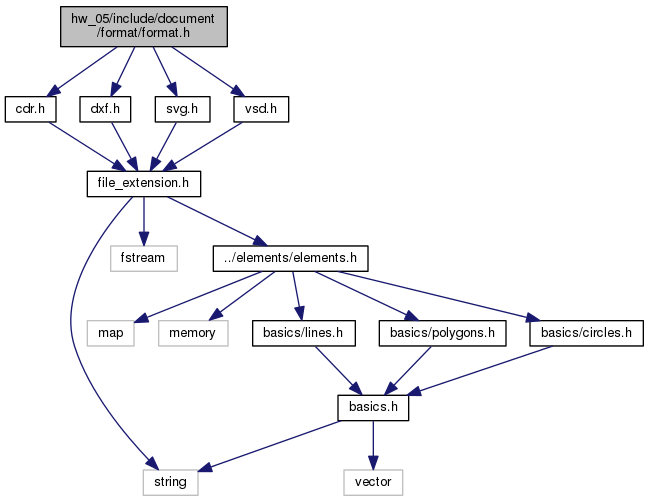 hw_05/include/document
/format/format.h
cdr.h
dxf.h
svg.h
vsd.h
file_extension.h
fstream
../elements/elements.h
map
memory
basics/lines.h
basics/polygons.h
basics/circles.h
basics.h
string
vector